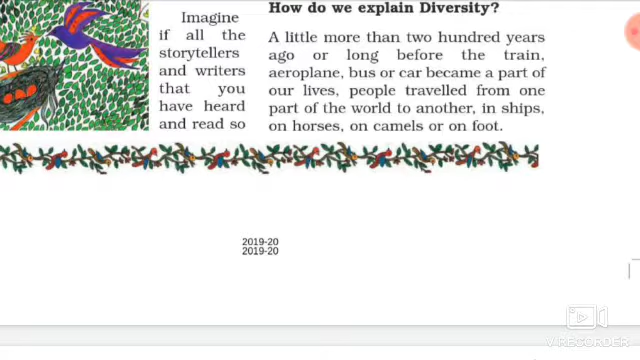 Imagine
if all the
storytellers
and writers
that you
have heard
and read so
How do we explain Diversity?
A little more than two hundred years
ago or long before the train,
aeroplane, bus or car became a part of
our lives, people travelled from one
part of the world to another, in ships,
on horses, on camels or on foot.
2019-20
2019-20
V RECORDER